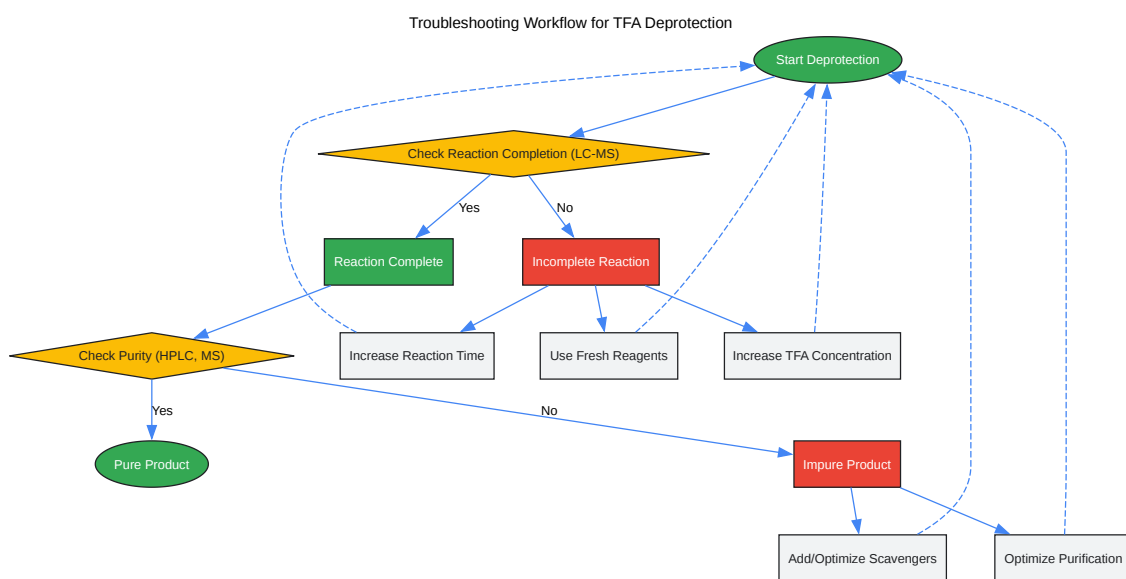 Troubleshooting Workflow for TFA Deprotection
Start Deprotection
Check Reaction Completion (LC-MS)
Yes
No
Reaction Complete
Incomplete Reaction
Check Purity (HPLC, MS)
Increase Reaction Time
Use Fresh Reagents
Increase TFA Concentration
Yes
No
Pure Product
Impure Product
Add/Optimize Scavengers
Optimize Purification